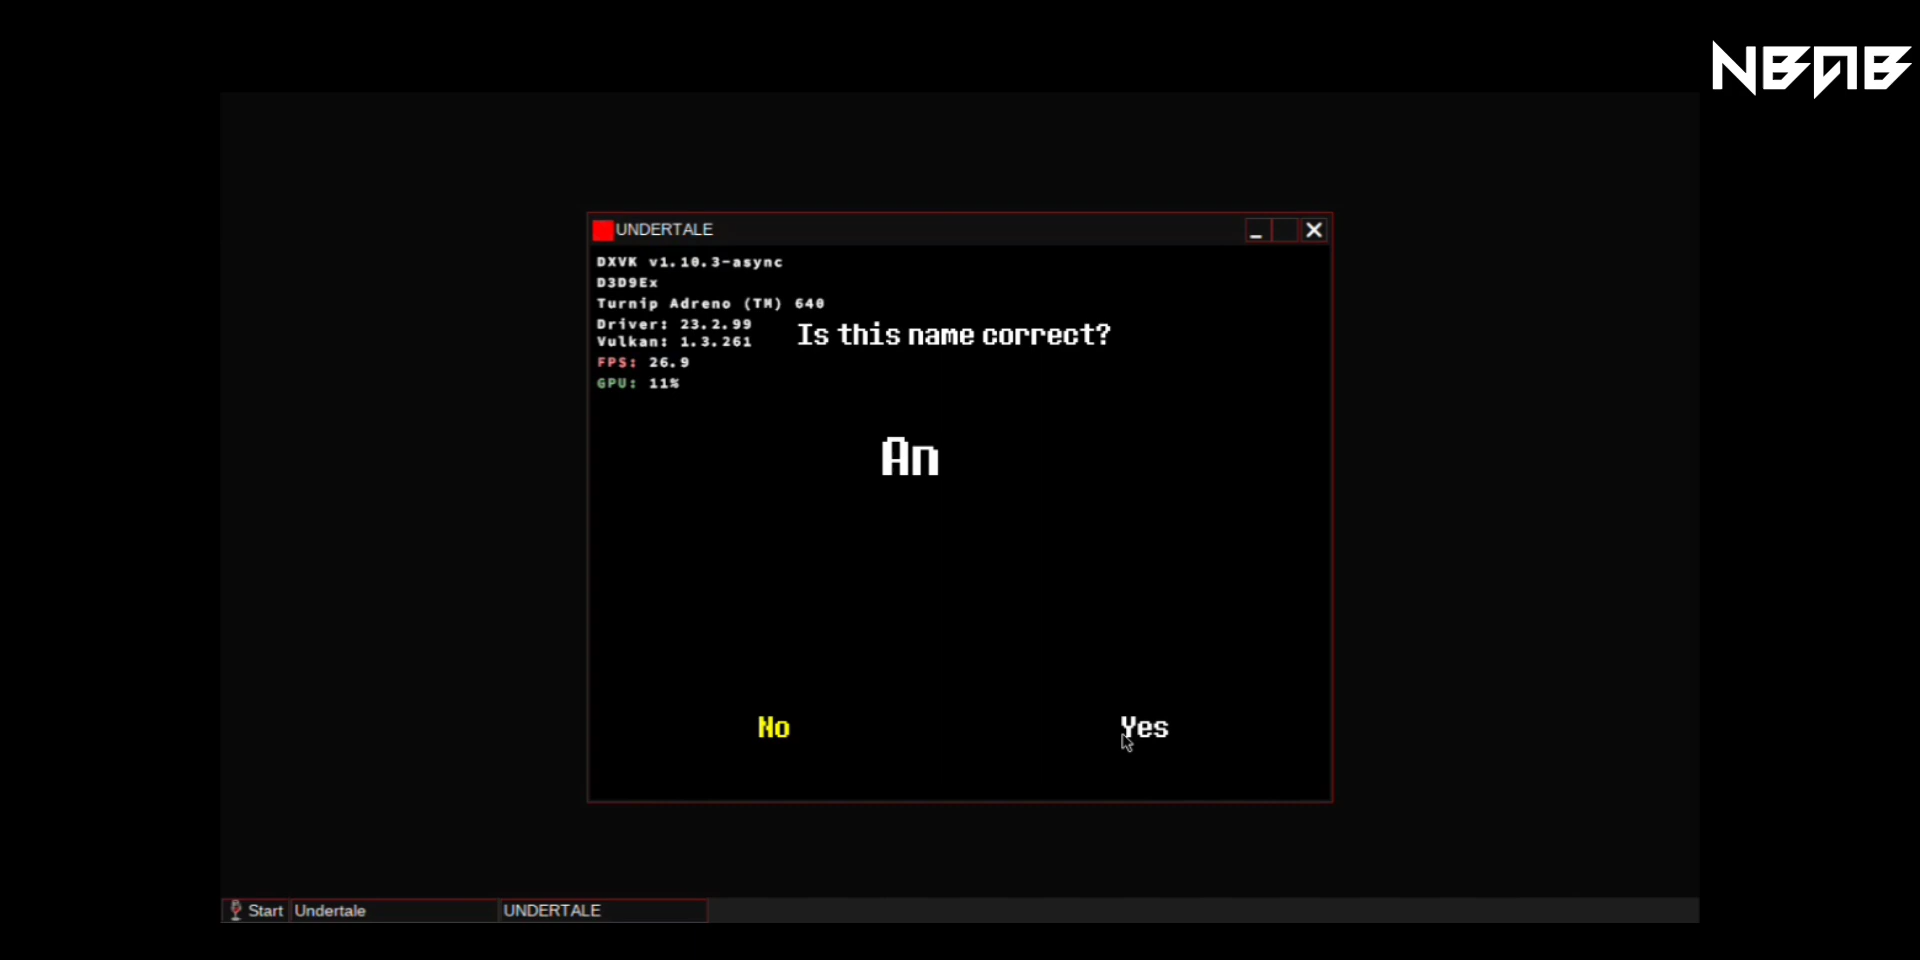 NBAB
UNDERTALE
DXVK v1.10.3-async
D3D9Ex
Turnip Adreno (TM) 640
Driver: 23.2.99
Vulkan: 1.3.261
FPS: 26.9
GPU: 11%
Is this name correct?
An
No Yes
Start Undertale UNDERTALE